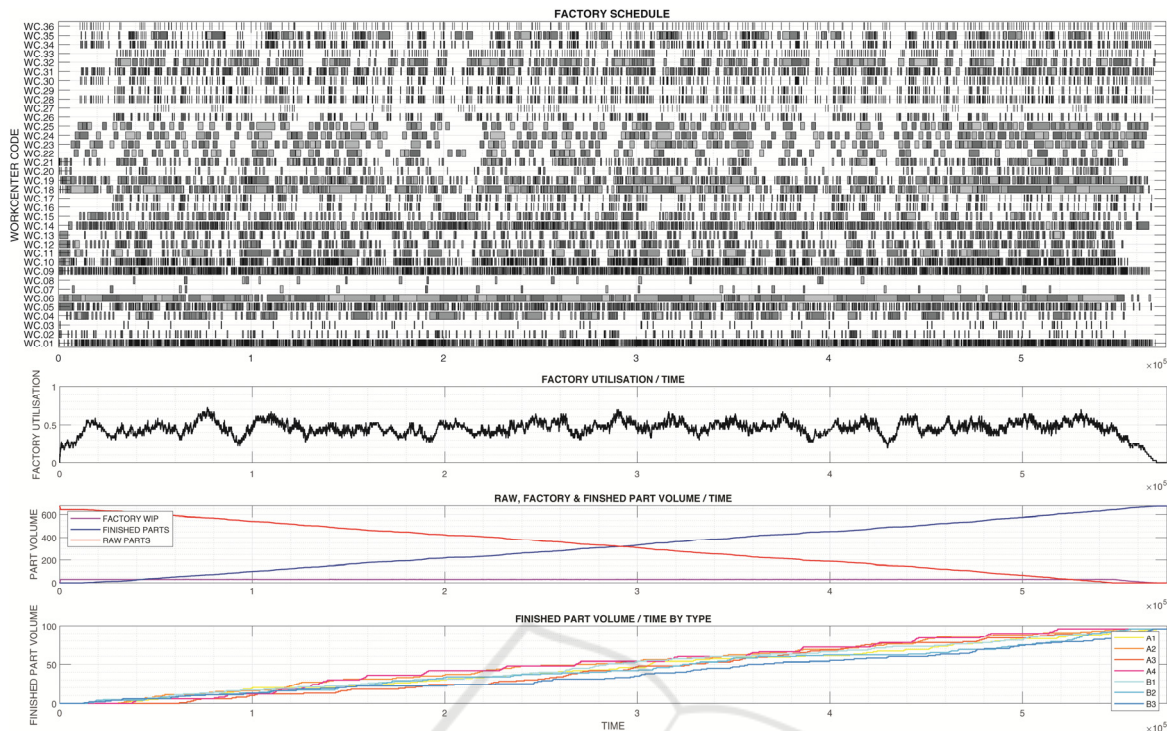 FACTORY SCHEDULE
WORKCENTER CODE
WC.36
WC.35
WC.34
WC.33
WC.32
WC.31
WC.30
WC.29
WC.28
WC.27
WC.26
WC.25
WC.24
WC.23
WC.22
WC.21
WC.20
WC.19
WC.18
WC.17
WC.16
WC.15
WC.14
WC.13
WC.12
WC.11
WC.10
WC.09
WC.08
WC.07
WC.06
WC.05
WC.04
WC.03
WC.02
WC.01
0 1 2 3 4 5
×10⁵
FACTORY UTILISATION / TIME
FACTORY UTILISATION
1
0.5
0
0 1 2 3 4 5
×10⁵
RAW, FACTORY & FINSHED PART VOLUME / TIME
PART VOLUME
600
400
200
0
FACTORY WIP
FINISHED PARTS
RAW PARTS
0 1 2 3 4 5
×10⁵
FINISHED PART VOLUME / TIME BY TYPE
FINISHED PART VOLUME
100
50
0
A1
A2
A3
A4
B1
B2
B3
0 1 2 3 4 5
TIME
×10⁵